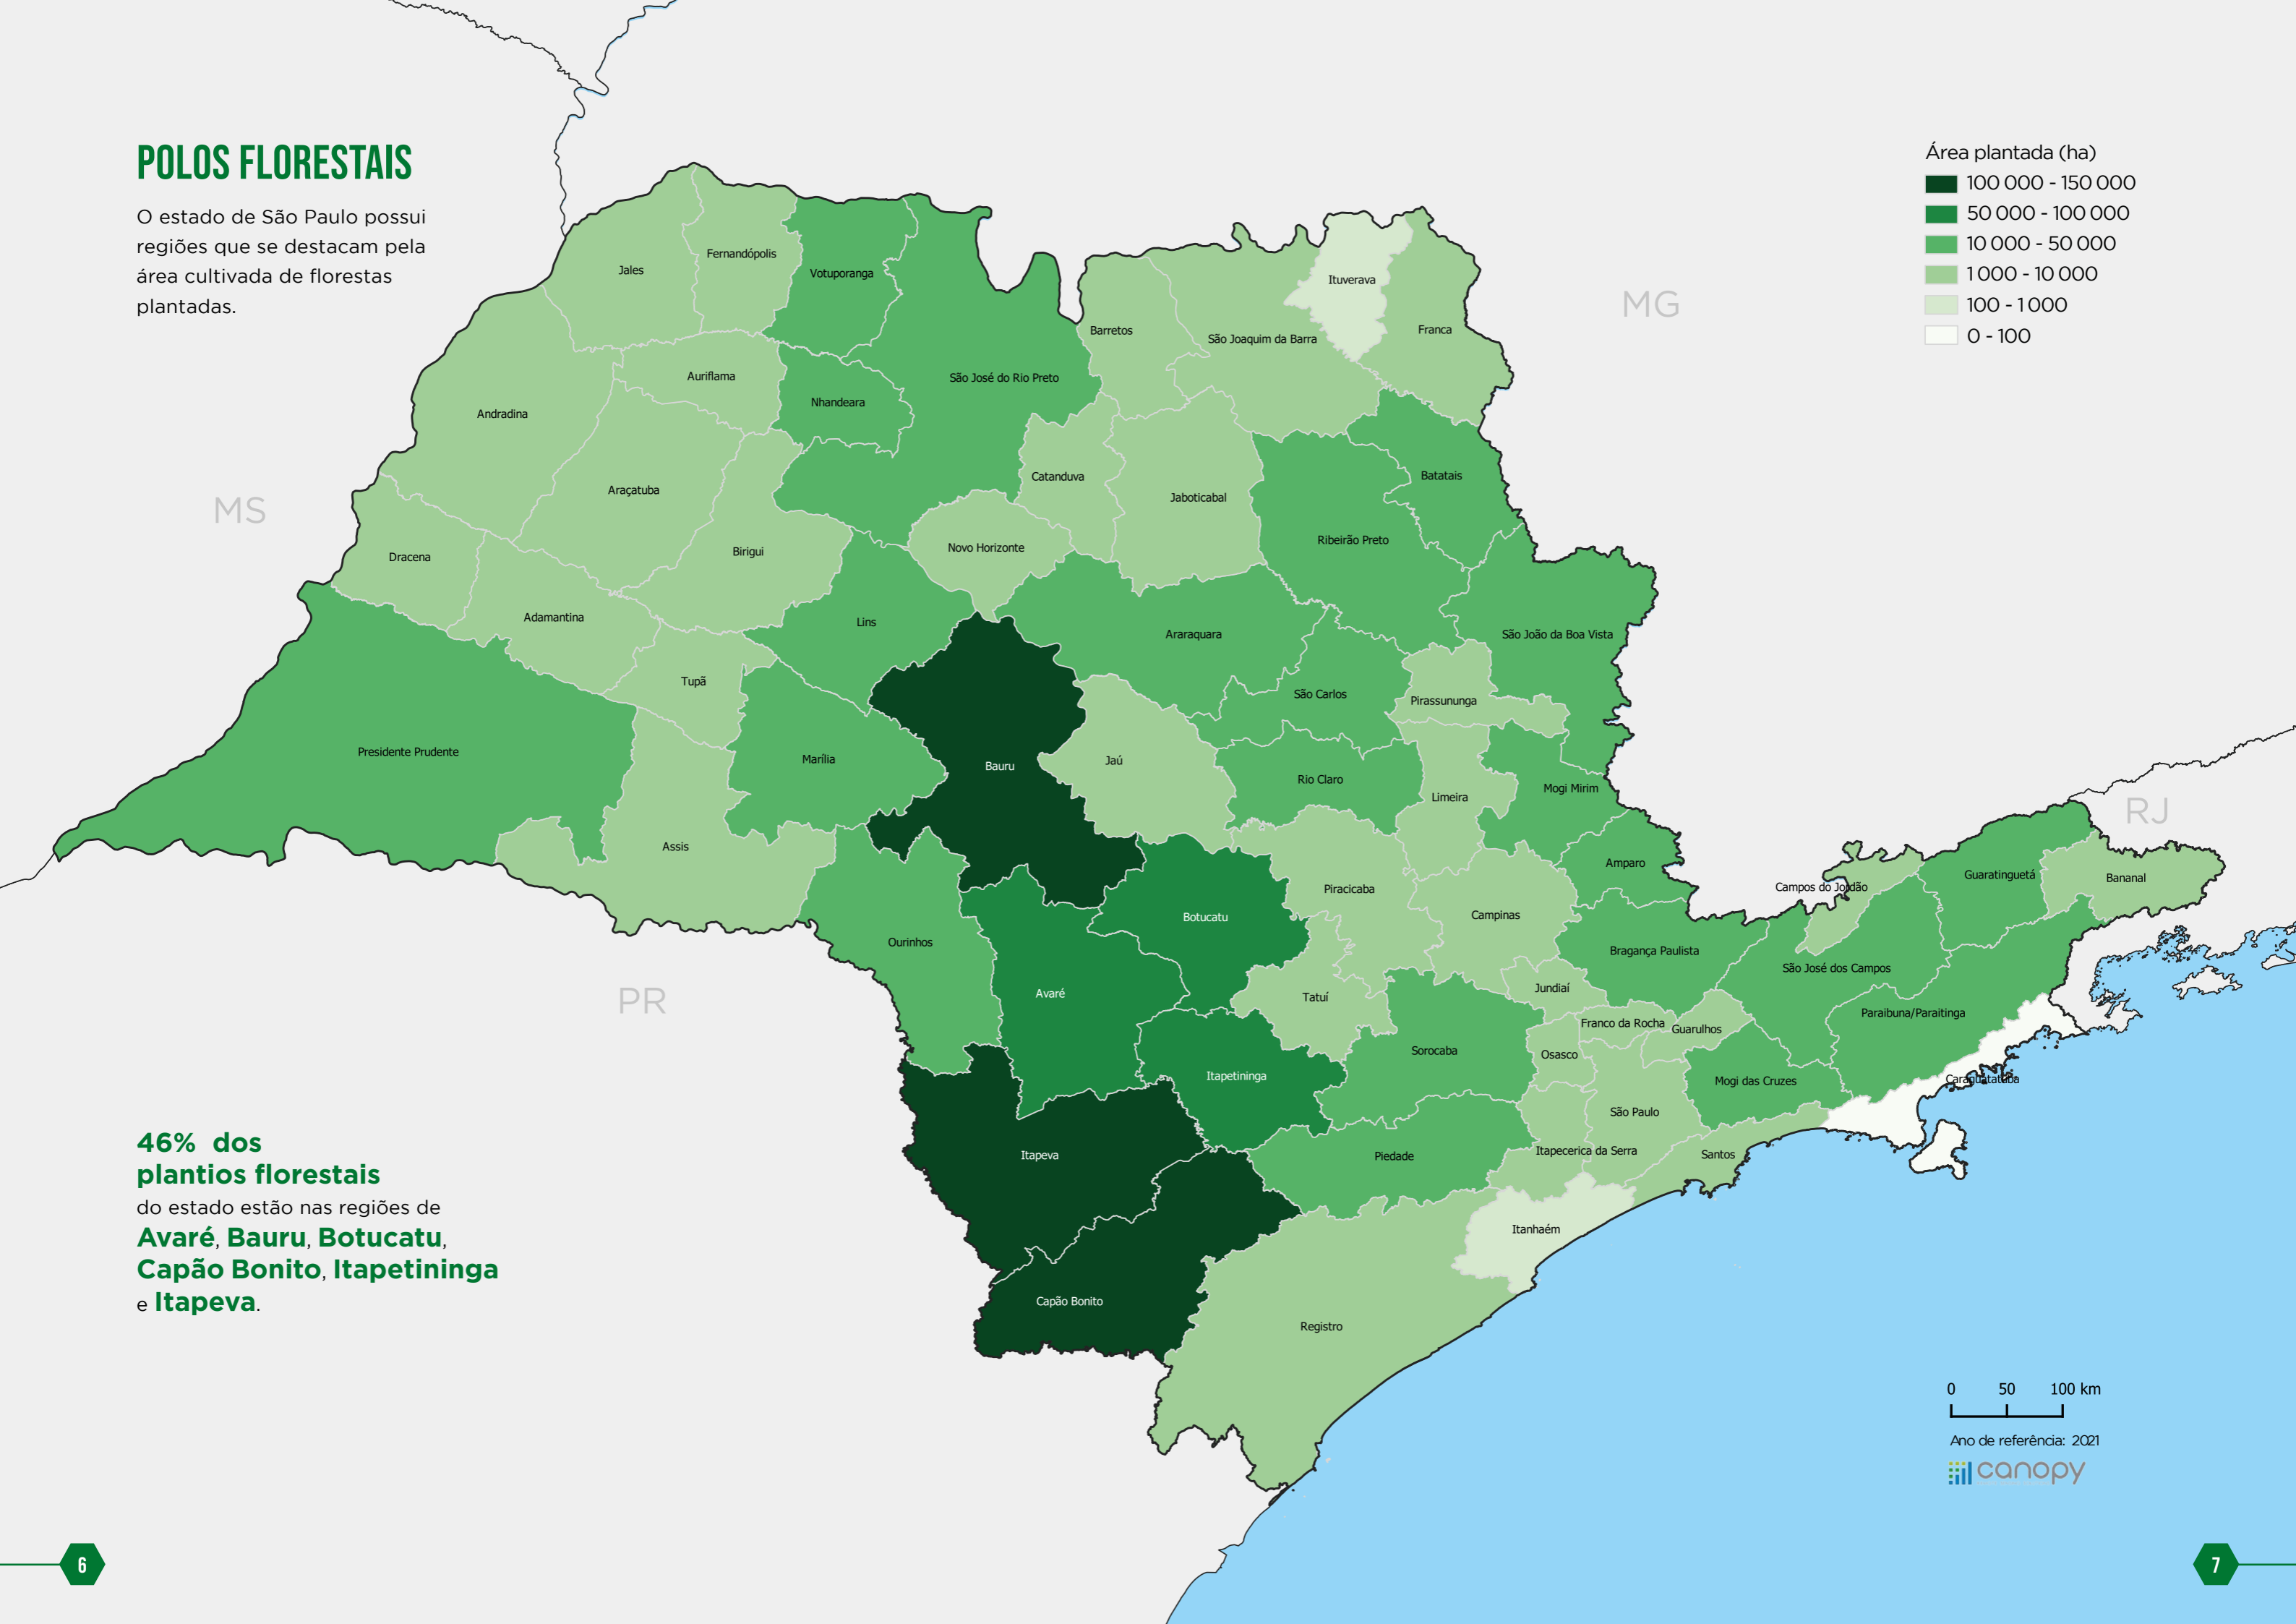 POLOS FLORESTAIS
O estado de São Paulo possui
regiões que se destacam pela
área cultivada de florestas
plantadas.
46% dos
plantios florestais
do estado estão nas regiões de
Avaré, Bauru, Botucatu,
Capão Bonito, Itapetininga
e Itapeva.
Área plantada (ha)
100 000 - 150 000
50 000 - 100 000
10 000 - 50 000
1 000 - 10 000
100 - 1 000
0 - 100
MG
MS
RJ
PR
Jales
Fernandópolis
Votuporanga
Ituverava
Barretos
São Joaquim da Barra
Franca
Auriflama
São José do Rio Preto
Nhandeara
Andradina
Catanduva
Batatais
Araçatuba
Jaboticabal
Ribeirão Preto
Novo Horizonte
Birigui
Dracena
Adamantina
Lins
Araraquara
São João da Boa Vista
Tupã
São Carlos
Pirassununga
Presidente Prudente
Marília
Bauru
Jaú
Rio Claro
Mogi Mirim
Limeira
Assis
Amparo
Guaratinguetá
Bananal
Campos do Jordão
Piracicaba
Campinas
Botucatu
Ourinhos
Bragança Paulista
São José dos Campos
Jundiaí
Avaré
Tatuí
Paraibuna/Paraitinga
Franco da Rocha
Guarulhos
Sorocaba
Osasco
Itapetininga
Mogi das Cruzes
Caraguatatuba
São Paulo
Itapeva
Piedade
Itapecerica da Serra
Santos
Itanhaém
Capão Bonito
Registro
0 50 100 km
Ano de referência: 2021
canopy
6
7